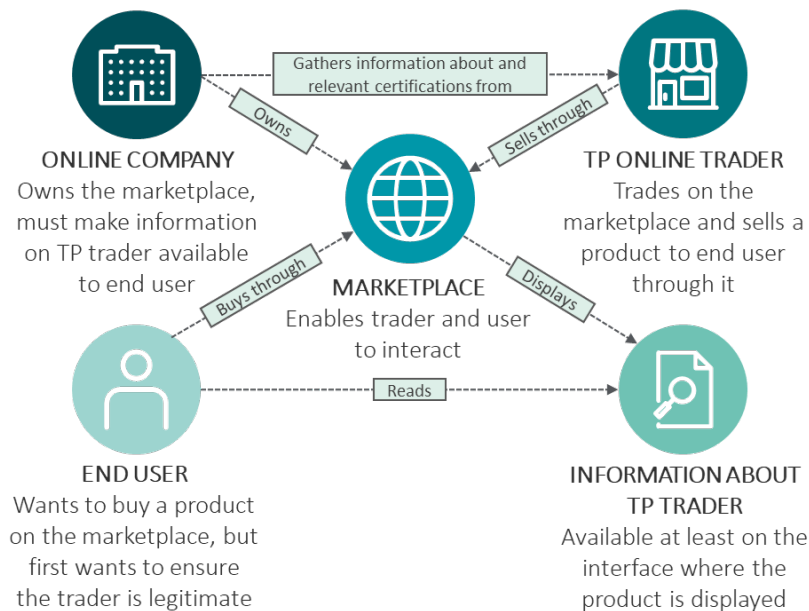 Gathers information about and
relevant certifications from
Owns
Sells through
ONLINE COMPANY
Owns the marketplace,
must make information
on TP trader available
to end user
TP ONLINE TRADER
Trades on the
marketplace and sells a
product to end user
through it
MARKETPLACE
Enables trader and user
to interact
Buys through
Displays
Reads
END USER
Wants to buy a product
on the marketplace, but
first wants to ensure
the trader is legitimate
INFORMATION ABOUT
TP TRADER
Available at least on the
interface where the
product is displayed